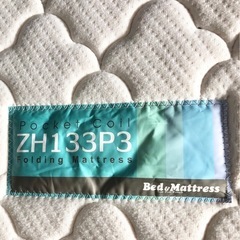 Pocket Coil
ZH133P3
Folding Mattress
Bed&Mattress